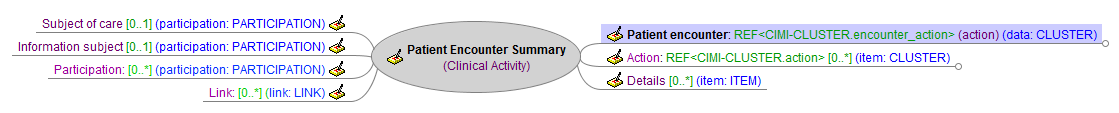 Subject of care [0..1] (participation: PARTICIPATION)
Information subject [0..1] (participation: PARTICIPATION)
Participation: [0..*] (participation: PARTICIPATION)
Link: [0..*] (link: LINK)
Patient Encounter Summary
(Clinical Activity)
Patient encounter: REF<CIMI-CLUSTER.encounter_action> (action) (data: CLUSTER)
Action: REF<CIMI-CLUSTER.action> [0..*] (item: CLUSTER)
Details [0..*] (item: ITEM)